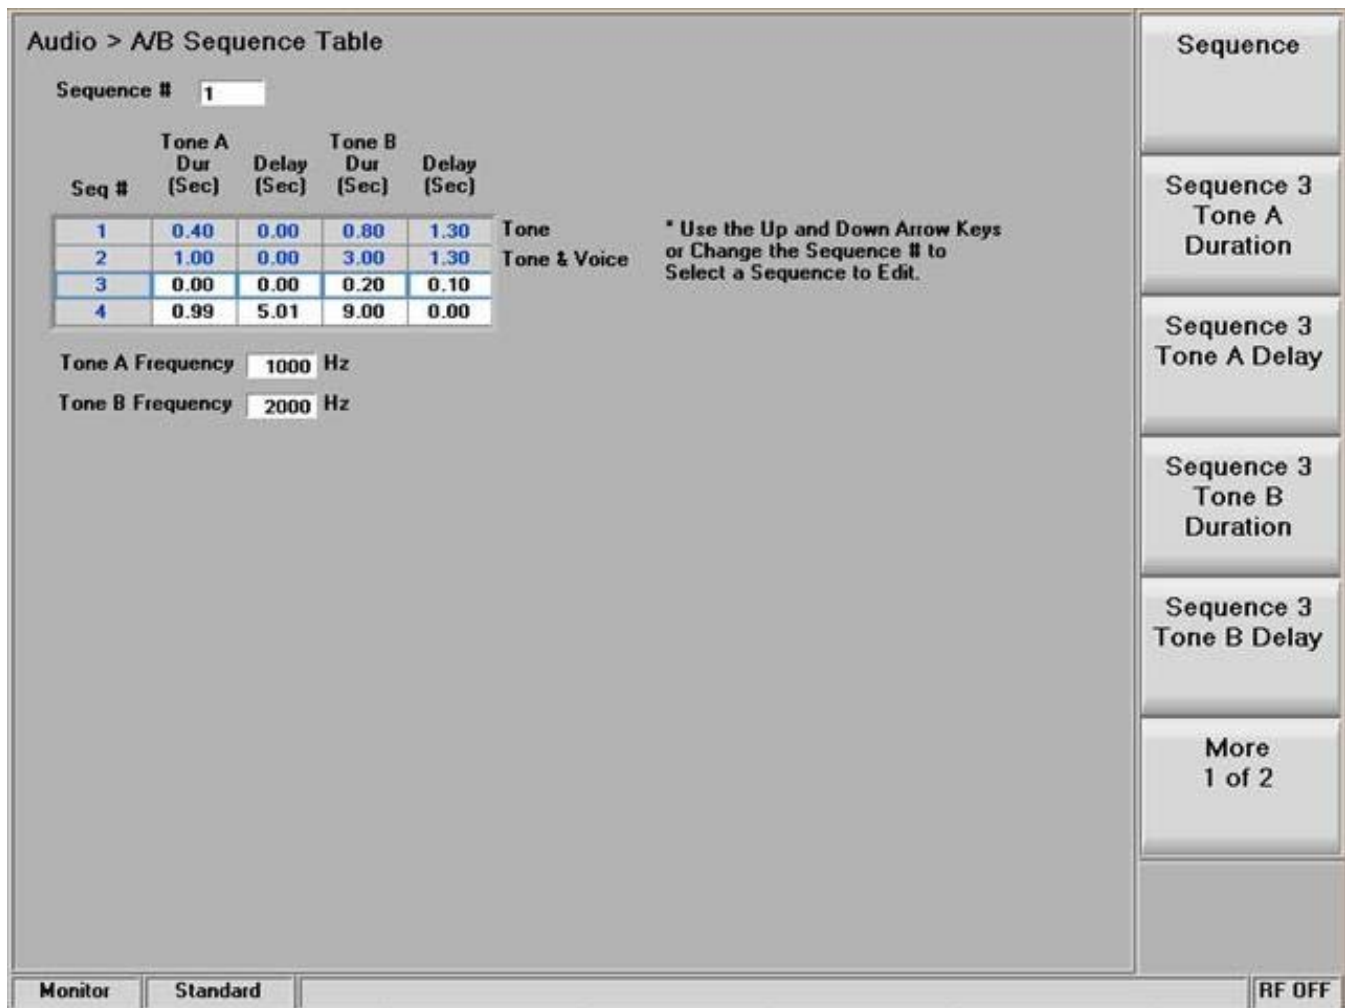 Audio > A/B Sequence Table
Sequence # 1
Tone A Tone B
Dur Delay Dur Delay
Seq # (Sec) (Sec) (Sec) (Sec)
1 0.40 0.00 0.80 1.30 Tone
2 1.00 0.00 3.00 1.30 Tone & Voice
3 0.00 0.00 0.20 0.10
4 0.99 5.01 9.00 0.00
* Use the Up and Down Arrow Keys
or Change the Sequence # to
Select a Sequence to Edit.
Tone A Frequency 1000 Hz
Tone B Frequency 2000 Hz
Sequence
Sequence 3
Tone A
Duration
Sequence 3
Tone A Delay
Sequence 3
Tone B
Duration
Sequence 3
Tone B Delay
More
1 of 2
Monitor Standard RF OFF